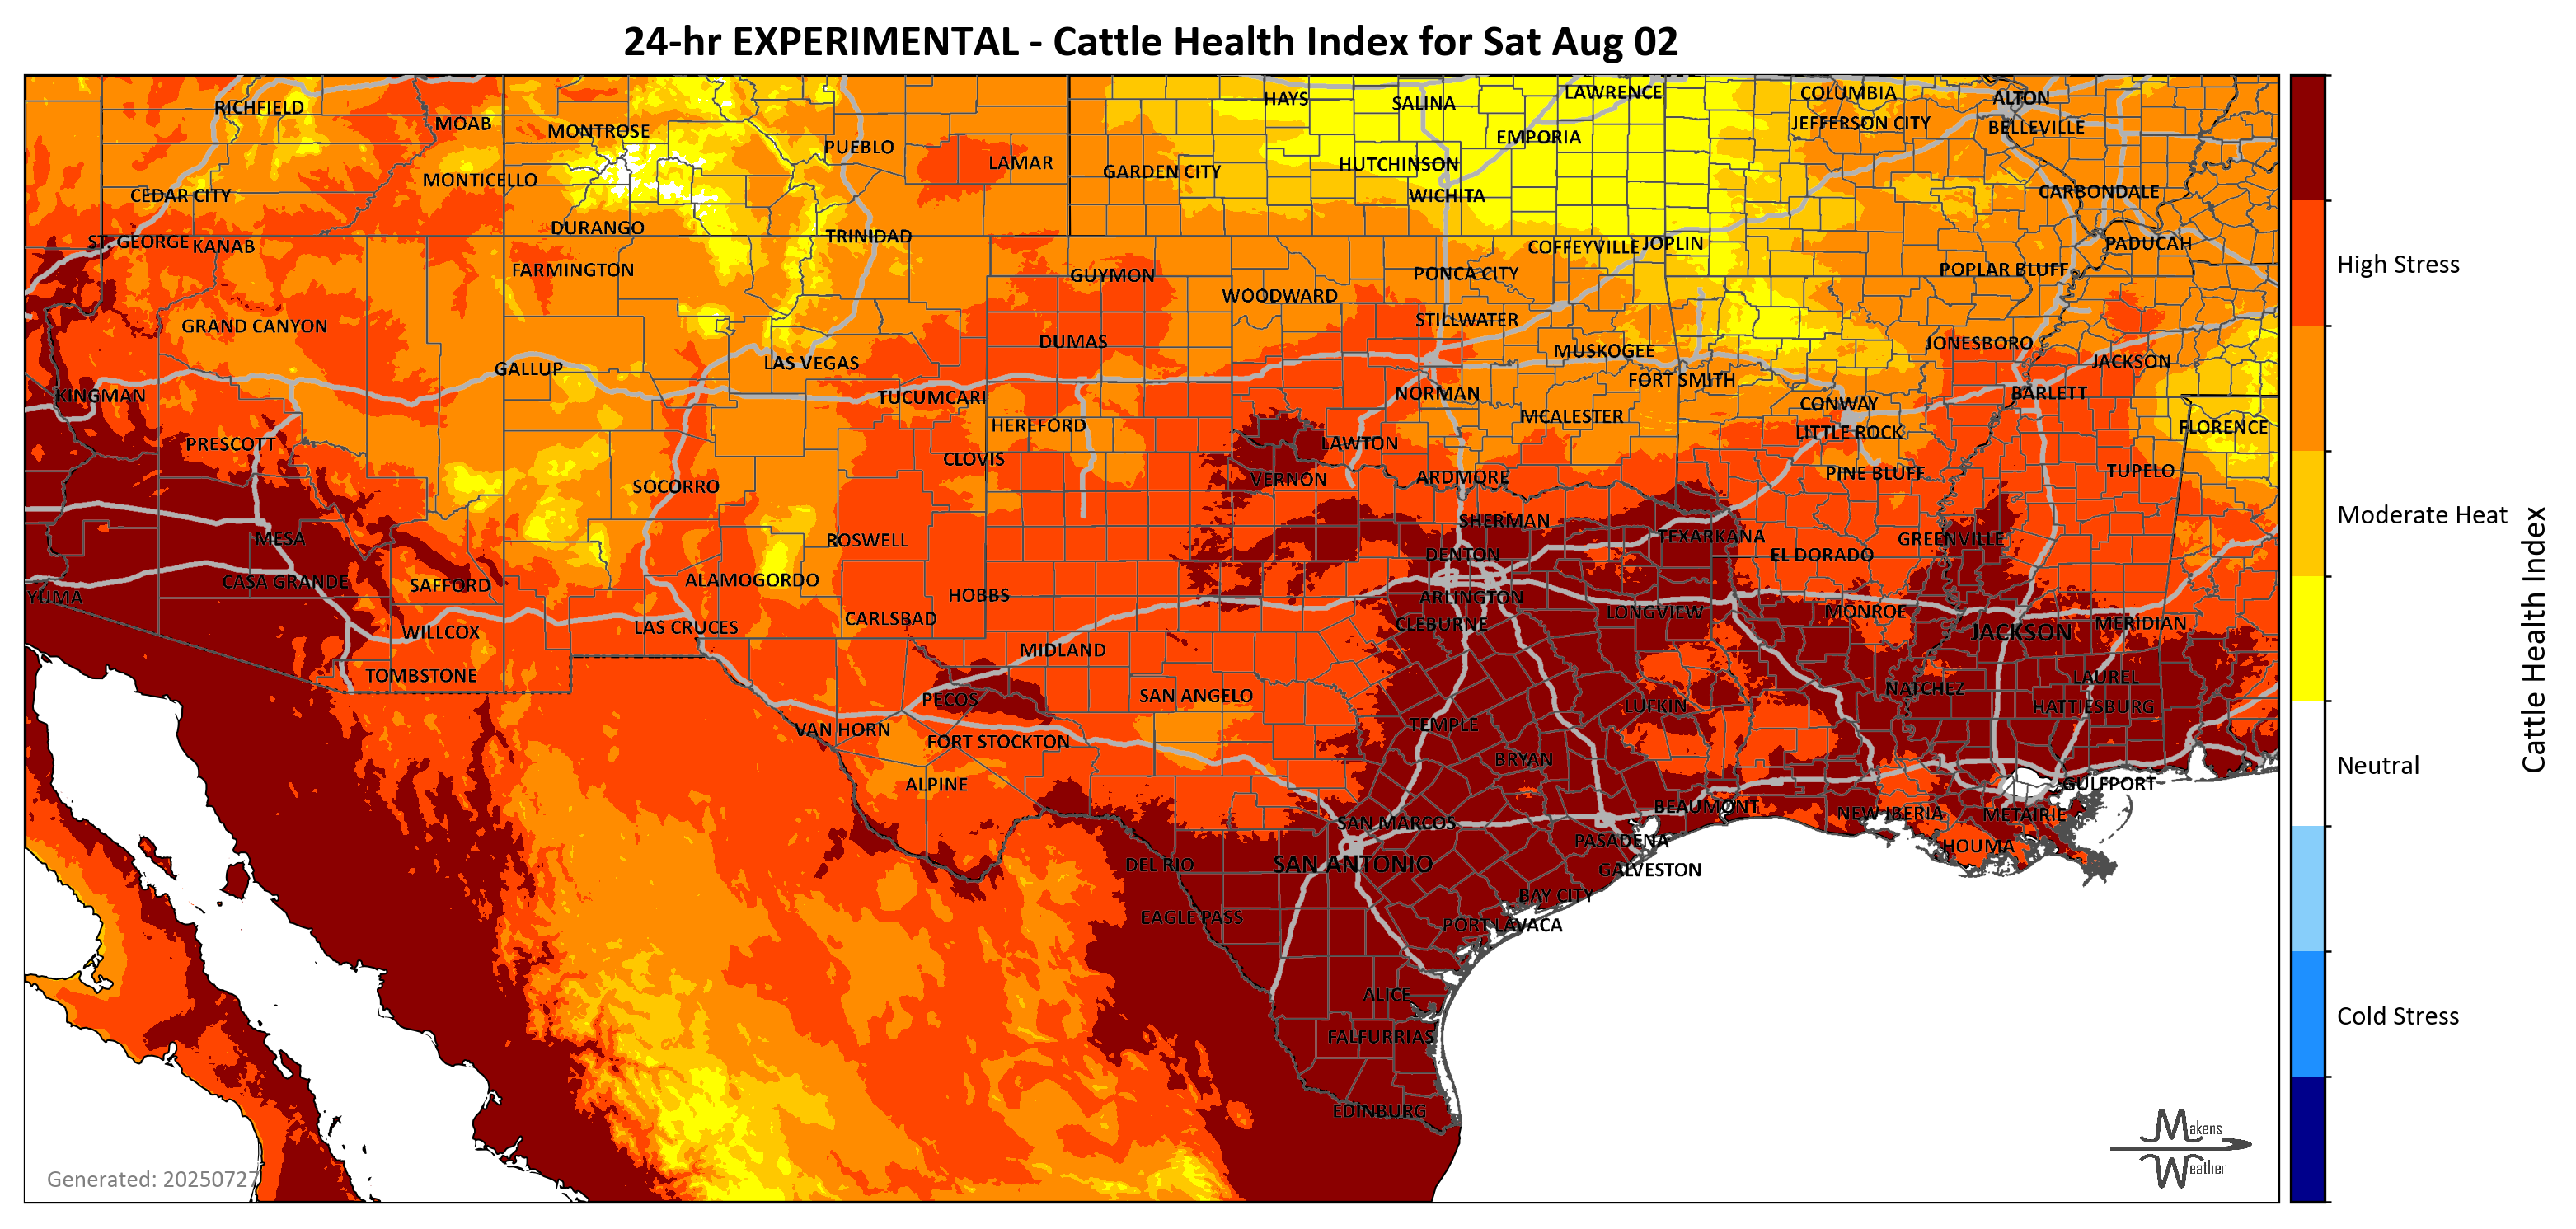 24-hr EXPERIMENTAL - Cattle Health Index for Sat Aug 02
RICHFIELD
MOAB
MONTROSE
PUEBLO
LAMAR
HAYS
SALINA
LAWRENCE
COLUMBIA
ALTON
EMPORIA
JEFFERSON CITY
BELLEVILLE
CEDAR CITY
MONTICELLO
GARDEN CITY
HUTCHINSON
WICHITA
CARBONDALE
ST. GEORGE
KANAB
DURANGO
TRINIDAD
COFFEYVILLE
JOPLIN
PADUCAH
FARMINGTON
GUYMON
PONCA CITY
POPLAR BLUFF
High Stress
WOODWARD
GRAND CANYON
STILLWATER
DUMAS
MUSKOGEE
JONESBORO
JACKSON
GALLUP
LAS VEGAS
FORT SMITH
KINGMAN
TUCUMCARI
NORMAN
CONWAY
BARLETT
HEREFORD
MCALESTER
LITTLE ROCK
FLORENCE
PRESCOTT
CLOVIS
LAWTON
SOCORRO
VERNON
ARDMORE
PINE BLUFF
TUPELO
Moderate Heat
MESA
ROSWELL
SHERMAN
TEXARKANA
GREENVILLE
DENTON
EL DORADO
YUMA
CASA GRANDE
SAFFORD
ALAMOGORDO
HOBBS
ARLINGTON
LONGVIEW
MONROE
WILLCOX
LAS CRUCES
CARLSBAD
CLEBURNE
JACKSON
MERIDIAN
Cattle Health Index
TOMBSTONE
MIDLAND
PECOS
SAN ANGELO
LUFKIN
NATCHEZ
LAUREL
HATTIESBURG
VAN HORN
FORT STOCKTON
TEMPLE
BRYAN
Neutral
ALPINE
GULFPORT
SAN MARCOS
BEAUMONT
NEW IBERIA
METAIRIE
PASADENA
HOUMA
DEL RIO
SAN ANTONIO
GALVESTON
EAGLE PASS
BAY CITY
PORT LAVACA
ALICE
Cold Stress
FALFURRIAS
EDINBURG
Makens
Weather
Generated: 20250727